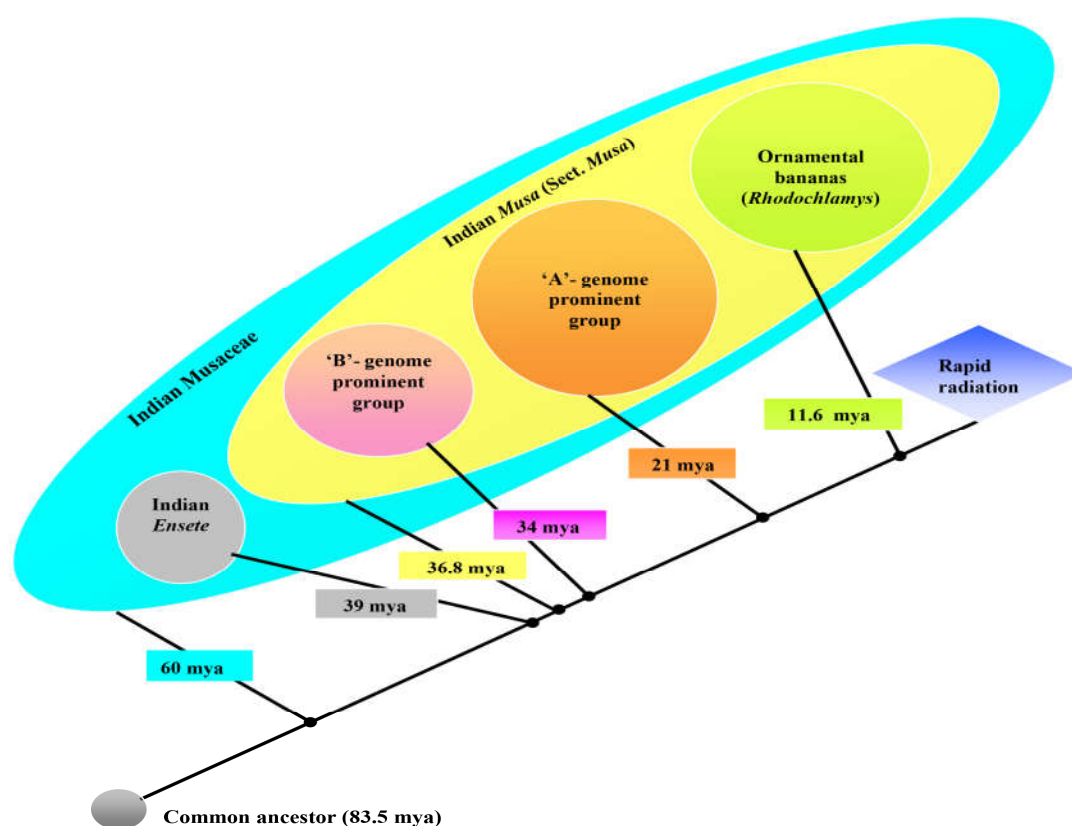 Ornamental
bananas
(Rhodochlamys)
Indian Musa (Sect. Musa)
‘A’- genome
prominent
group
Indian Musaceae
‘B’- genome
prominent
group
Rapid
radiation
11.6 mya
21 mya
Indian
Ensete
34 mya
36.8 mya
39 mya
60 mya
Common ancestor (83.5 mya)